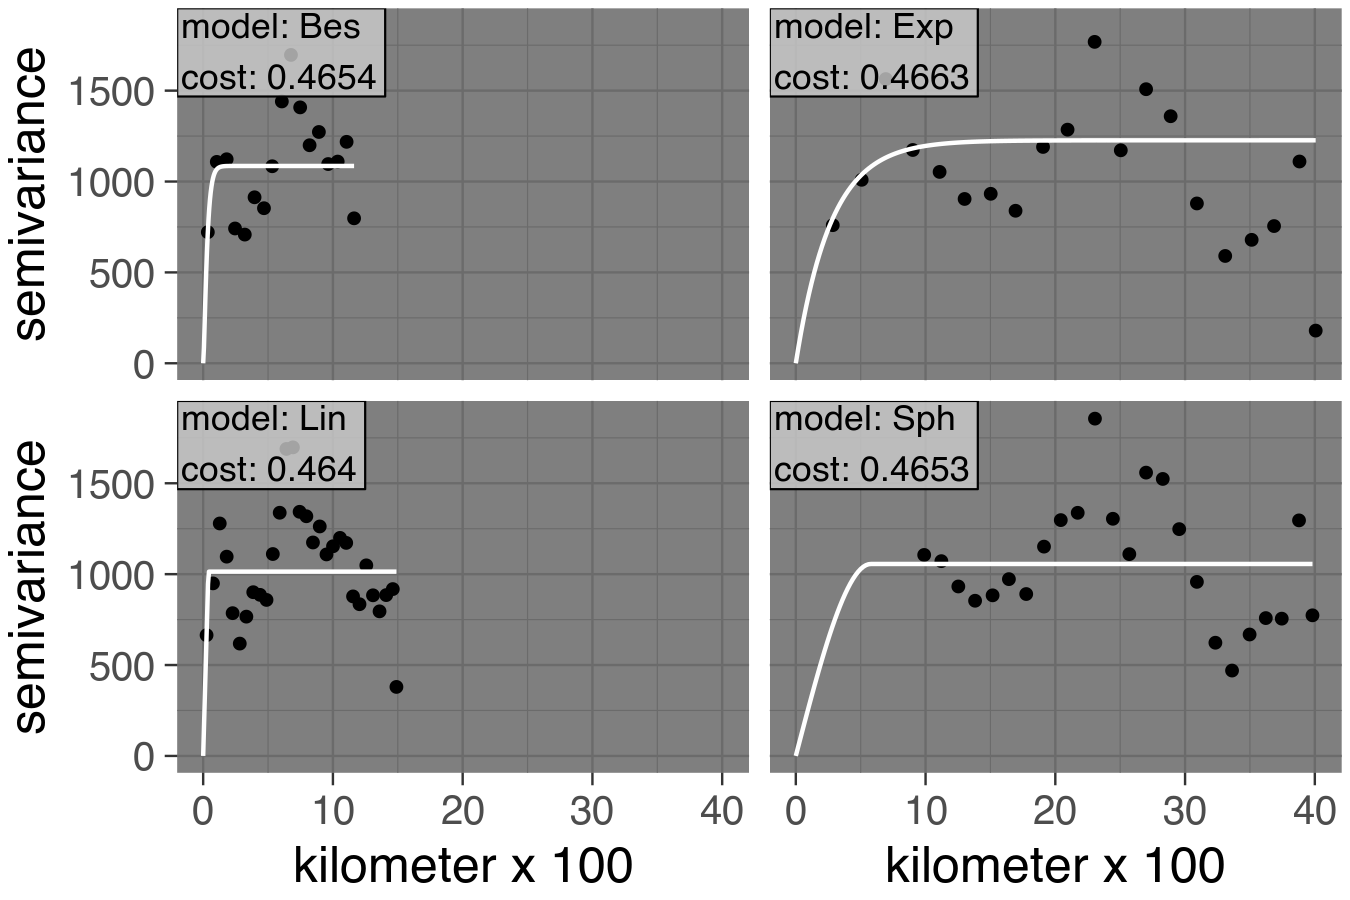 semivariance
1500
1000
500
0
model: Bes
cost: 0.4654
model: Exp
cost: 0.4663
semivariance
1500
1000
500
0
model: Lin
cost: 0.464
model: Sph
cost: 0.4653
0 10 20 30 40
0 10 20 30 40
kilometer x 100
kilometer x 100